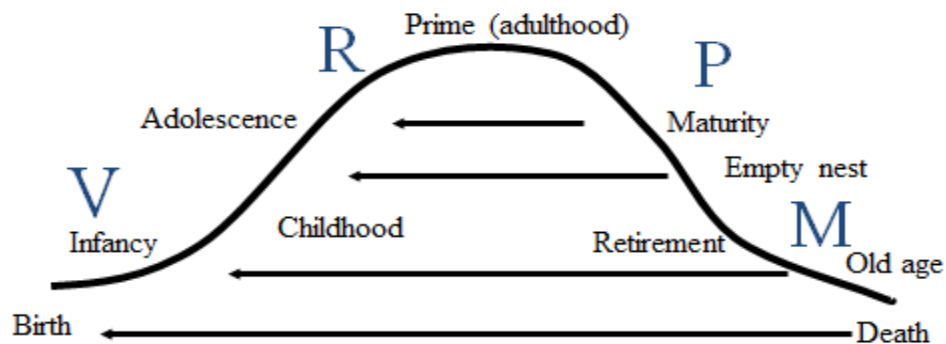 Prime (adulthood)
R
P
Adolescence
Maturity
Empty nest
V
Childhood
M
Infancy
Retirement
Old age
Birth
Death